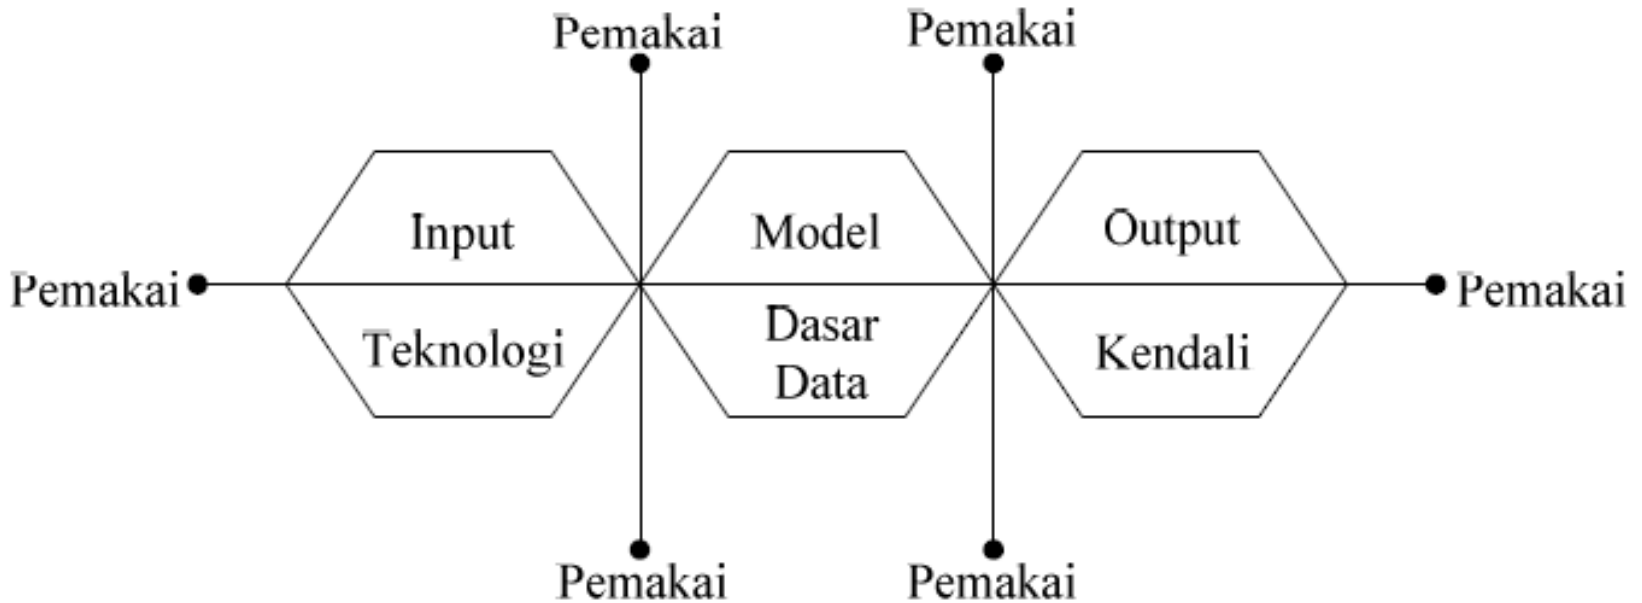 Pemakai
Pemakai
Input
Model
Output
Pemakai
Pemakai
Teknologi
Dasar
Data
Kendali
Pemakai
Pemakai